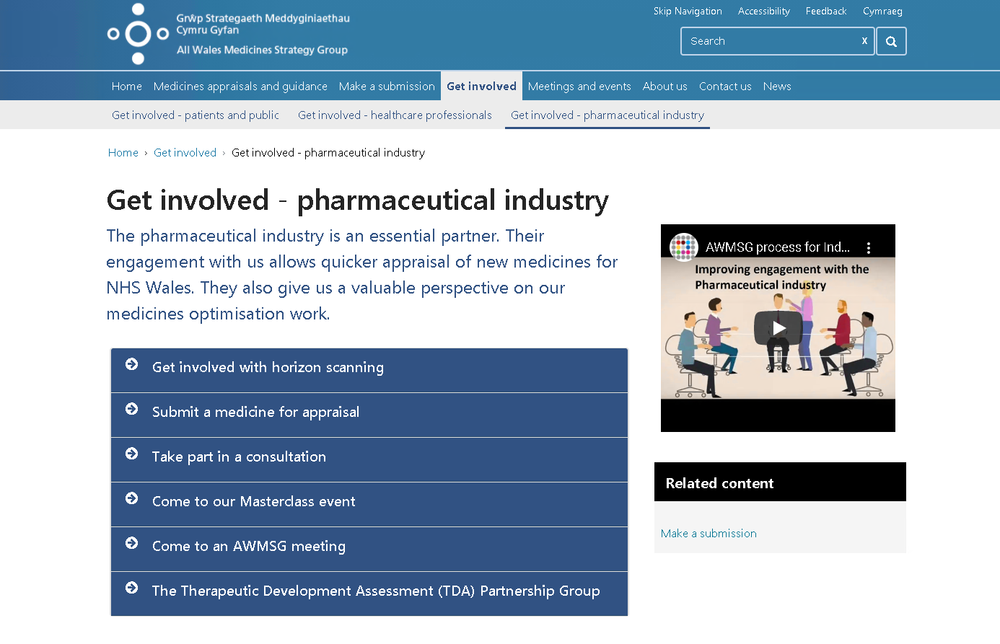 Grŵp Strategaeth Meddyginiaethau
Cymru Gyfan
All Wales Medicines Strategy Group
Skip Navigation Accessibility Feedback Cymraeg
Search X
Home Medicines appraisals and guidance Make a submission Get involved Meetings and events About us Contact us News
Get involved - patients and public Get involved - healthcare professionals Get involved - pharmaceutical industry
Home › Get involved › Get involved - pharmaceutical industry
Get involved - pharmaceutical industry
The pharmaceutical industry is an essential partner. Their
engagement with us allows quicker appraisal of new medicines for
NHS Wales. They also give us a valuable perspective on our
medicines optimisation work.
Get involved with horizon scanning
Submit a medicine for appraisal
Take part in a consultation
Come to our Masterclass event
Come to an AWMSG meeting
The Therapeutic Development Assessment (TDA) Partnership Group
AWMSG process for Ind...
Improving engagement with the
Pharmaceutical industry
Related content
Make a submission